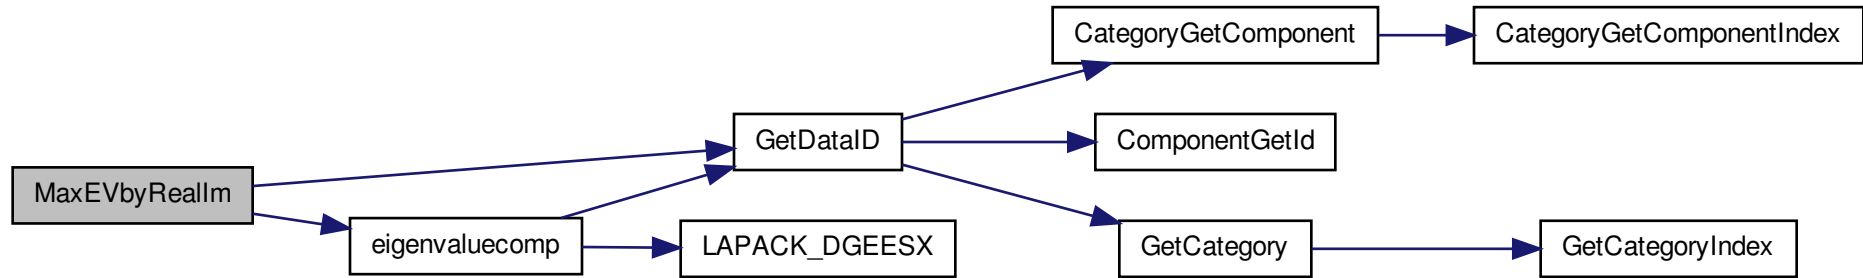 CategoryGetComponent
CategoryGetComponentIndex
GetDataID
ComponentGetId
MaxEVbyRealIm
eigenvaluecomp
LAPACK_DGEESX
GetCategory
GetCategoryIndex